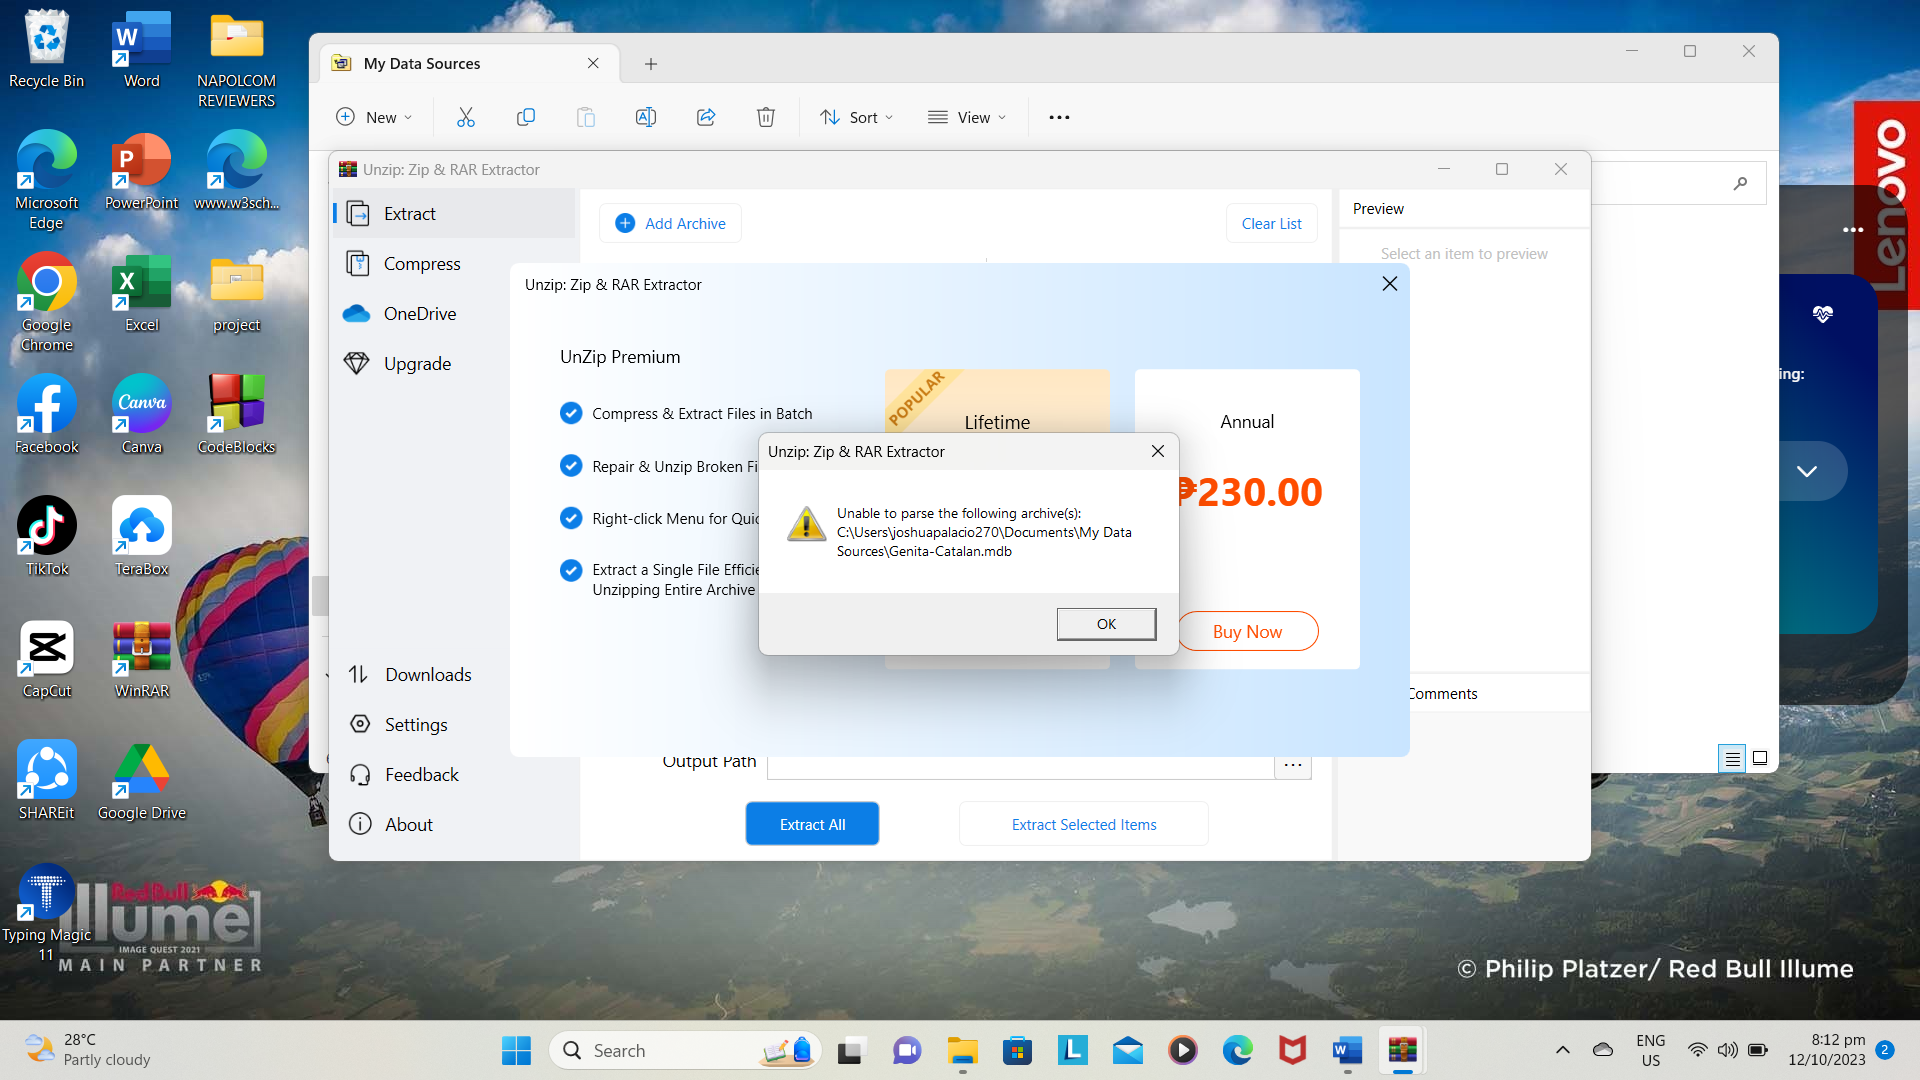 Recycle Bin
Word
NAPOLCOM
REVIEWERS
Microsoft
Edge
PowerPoint
www.w3sch...
Google
Chrome
Excel
project
Facebook
Canva
Canva
CodeBlocks
TikTok
TeraBox
CapCut
WinRAR
SHAREit
Google Drive
Typing Magic
11
My Data Sources
New
Sort
View
Unzip: Zip & RAR Extractor
Extract
Compress
OneDrive
Upgrade
Downloads
Settings
Feedback
About
Add Archive
Clear List
Preview
Select an item to preview
Unzip: Zip & RAR Extractor
UnZip Premium
Compress & Extract Files in Batch
Repair & Unzip Broken Fi
Right-click Menu for Quic
Extract a Single File Efficie
Unzipping Entire Archive
POPULAR
Lifetime
Annual
₱230.00
Buy Now
Unzip: Zip & RAR Extractor
Unable to parse the following archive(s):
C:\Users\joshuapalacio270\Documents\My Data
Sources\Genita-Catalan.mdb
OK
Comments
Output Path
...
Extract All
Extract Selected Items
Lenovo
ing:
Red Bull
Illume
IMAGE QUEST 2021
MAIN PARTNER
© Philip Platzer/ Red Bull Illume
28°C
Partly cloudy
Search
ENG
US
8:12 pm
12/10/2023
2